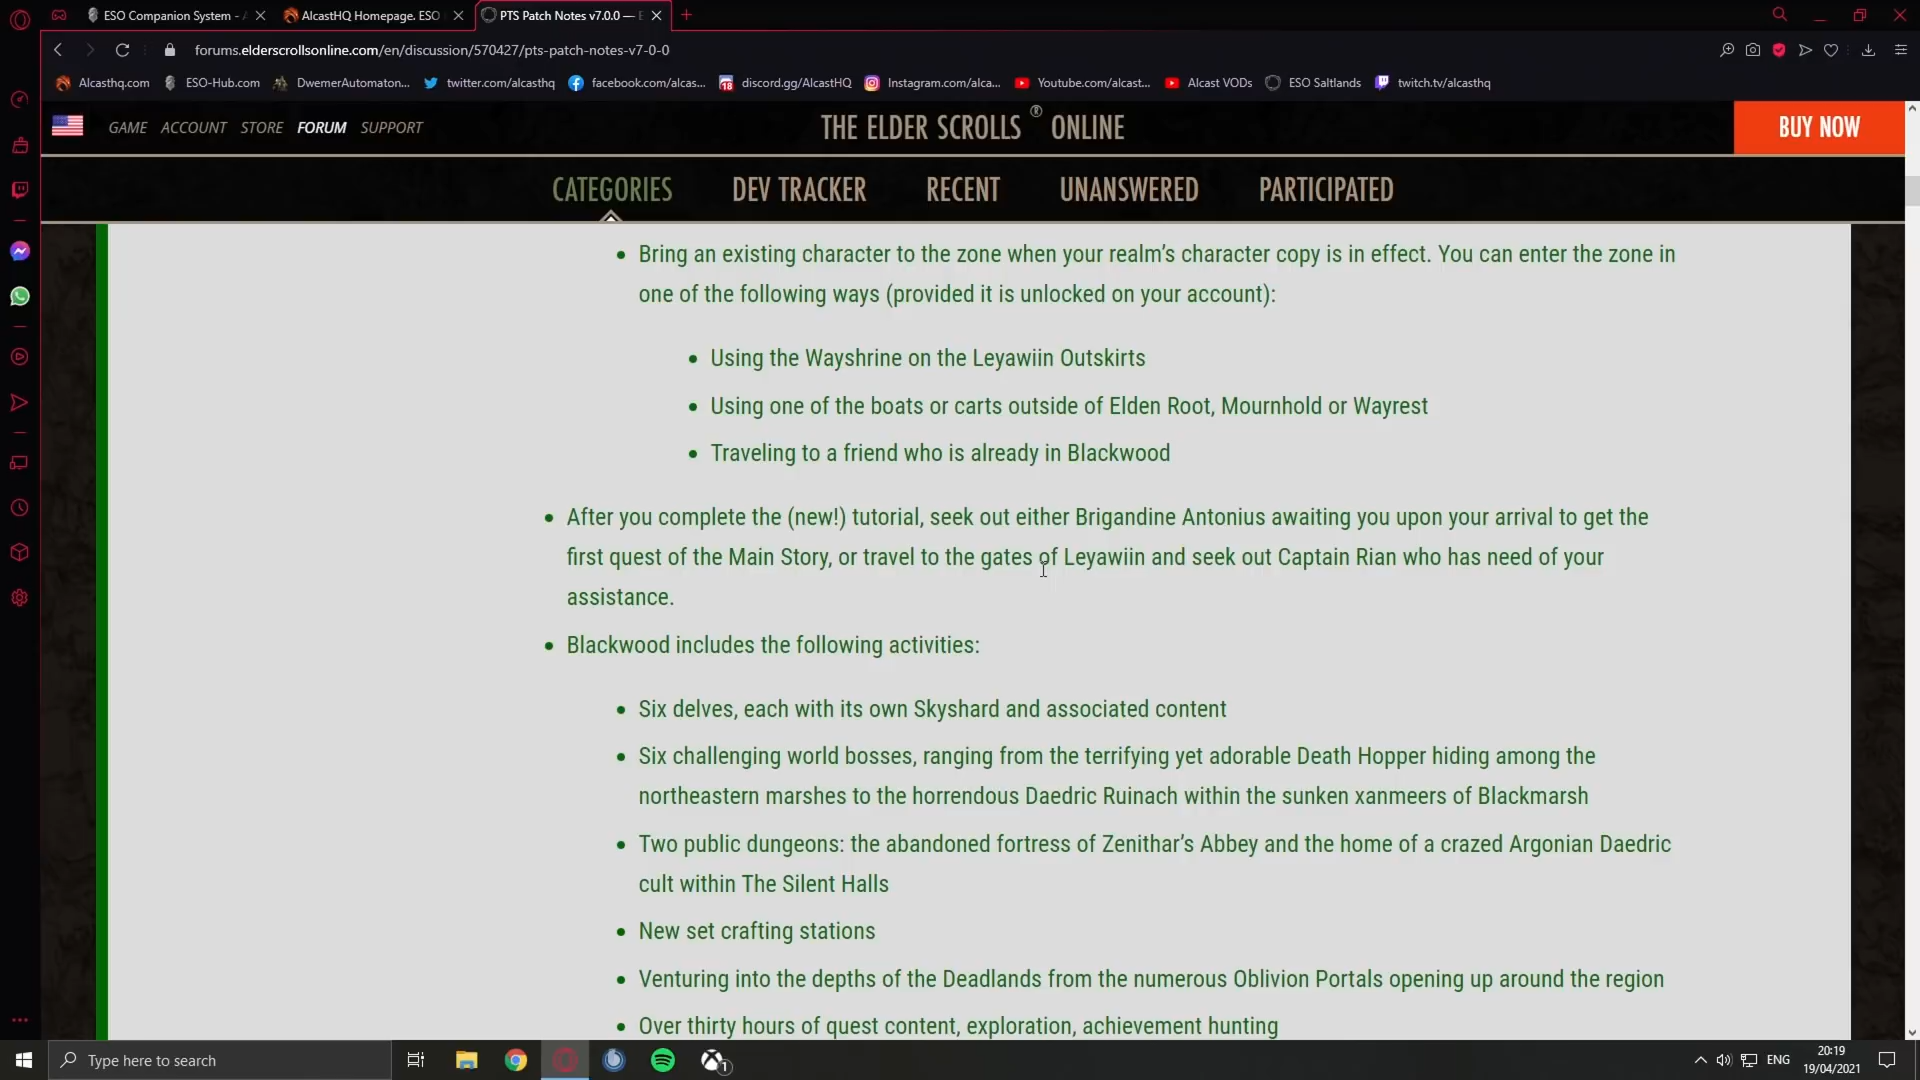 ESO Companion System - A
AlcastHQ Homepage. ESO
PTS Patch Notes v7.0.0 — E
forums.elderscrollsonline.com/en/discussion/570427/pts-patch-notes-v7-0-0
Alcasthq.com
ESO-Hub.com
DwemerAutomaton...
twitter.com/alcasthq
facebook.com/alcas...
18
discord.gg/AlcastHQ
Instagram.com/alca...
Youtube.com/alcast...
Alcast VODs
ESO Saltlands
twitch.tv/alcasthq
GAME ACCOUNT STORE FORUM SUPPORT
THE ELDER SCROLLS ® ONLINE
BUY NOW
CATEGORIES DEV TRACKER RECENT UNANSWERED PARTICIPATED
• Bring an existing character to the zone when your realm’s character copy is in effect. You can enter the zone in
one of the following ways (provided it is unlocked on your account):
• Using the Wayshrine on the Leyawiin Outskirts
• Using one of the boats or carts outside of Elden Root, Mournhold or Wayrest
• Traveling to a friend who is already in Blackwood
• After you complete the (new!) tutorial, seek out either Brigandine Antonius awaiting you upon your arrival to get the
first quest of the Main Story, or travel to the gates of Leyawiin and seek out Captain Rian who has need of your
assistance.
• Blackwood includes the following activities:
• Six delves, each with its own Skyshard and associated content
• Six challenging world bosses, ranging from the terrifying yet adorable Death Hopper hiding among the
northeastern marshes to the horrendous Daedric Ruinach within the sunken xanmeers of Blackmarsh
• Two public dungeons: the abandoned fortress of Zenithar’s Abbey and the home of a crazed Argonian Daedric
cult within The Silent Halls
• New set crafting stations
• Venturing into the depths of the Deadlands from the numerous Oblivion Portals opening up around the region
• Over thirty hours of quest content, exploration, achievement hunting
Type here to search
1
ENG
20:19
19/04/2021